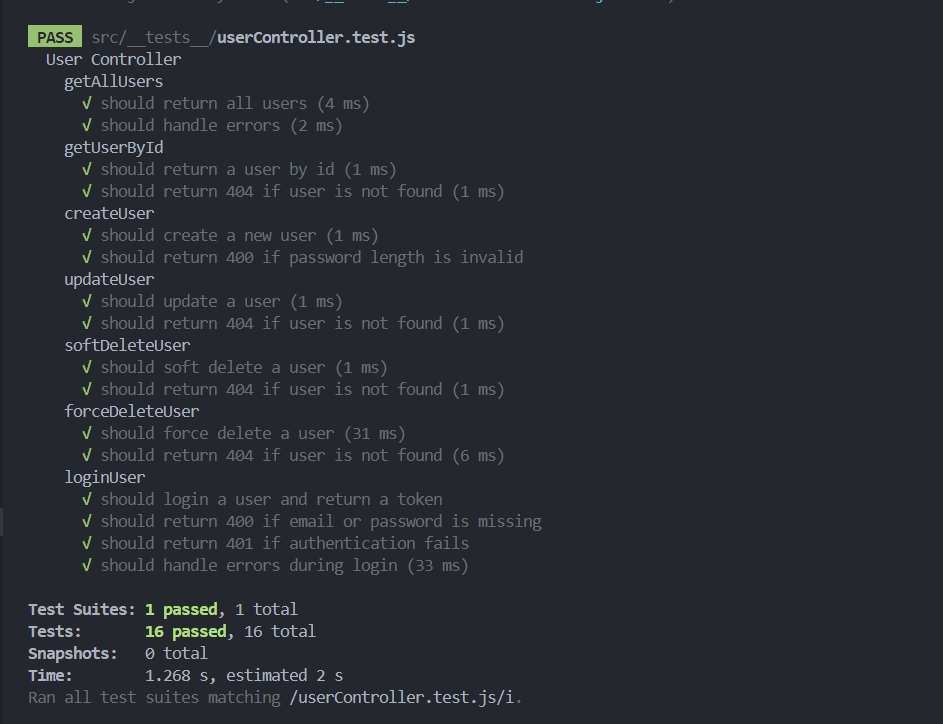 PASS src/__tests__/userController.test.js
User Controller
getAllUsers
√ should return all users (4 ms)
√ should handle errors (2 ms)
getUserById
√ should return a user by id (1 ms)
√ should return 404 if user is not found (1 ms)
createUser
√ should create a new user (1 ms)
√ should return 400 if password length is invalid
updateUser
√ should update a user (1 ms)
√ should return 404 if user is not found (1 ms)
softDeleteUser
√ should soft delete a user (1 ms)
√ should return 404 if user is not found (1 ms)
forceDeleteUser
√ should force delete a user (31 ms)
√ should return 404 if user is not found (6 ms)
loginUser
√ should login a user and return a token
√ should return 400 if email or password is missing
√ should return 401 if authentication fails
√ should handle errors during login (33 ms)
Test Suites: 1 passed, 1 total
Tests: 16 passed, 16 total
Snapshots: 0 total
Time: 1.268 s, estimated 2 s
Ran all test suites matching /userController.test.js/i.